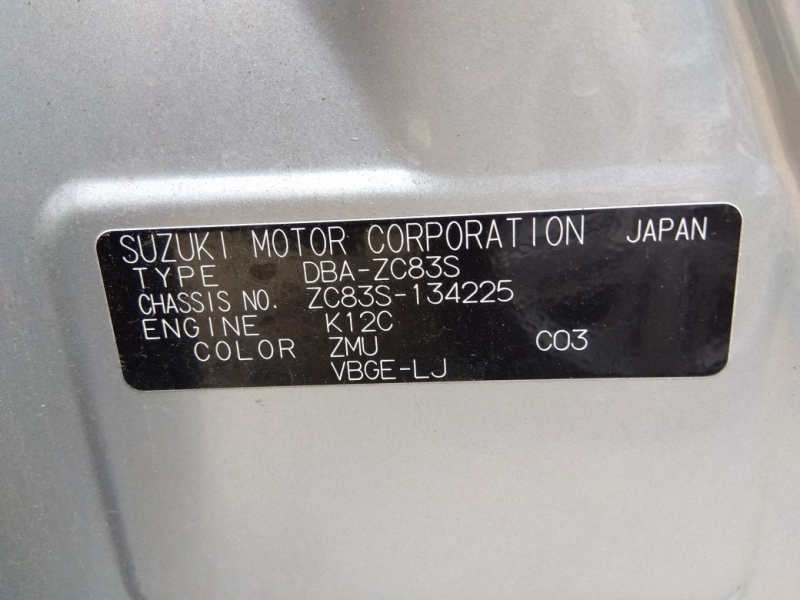 SUZUKI MOTOR CORPORATION JAPAN
TYPE DBA-ZC83S
CHASSIS NO. ZC83S-134225
ENGINE K12C
COLOR ZMU C03
VBGE-LJ